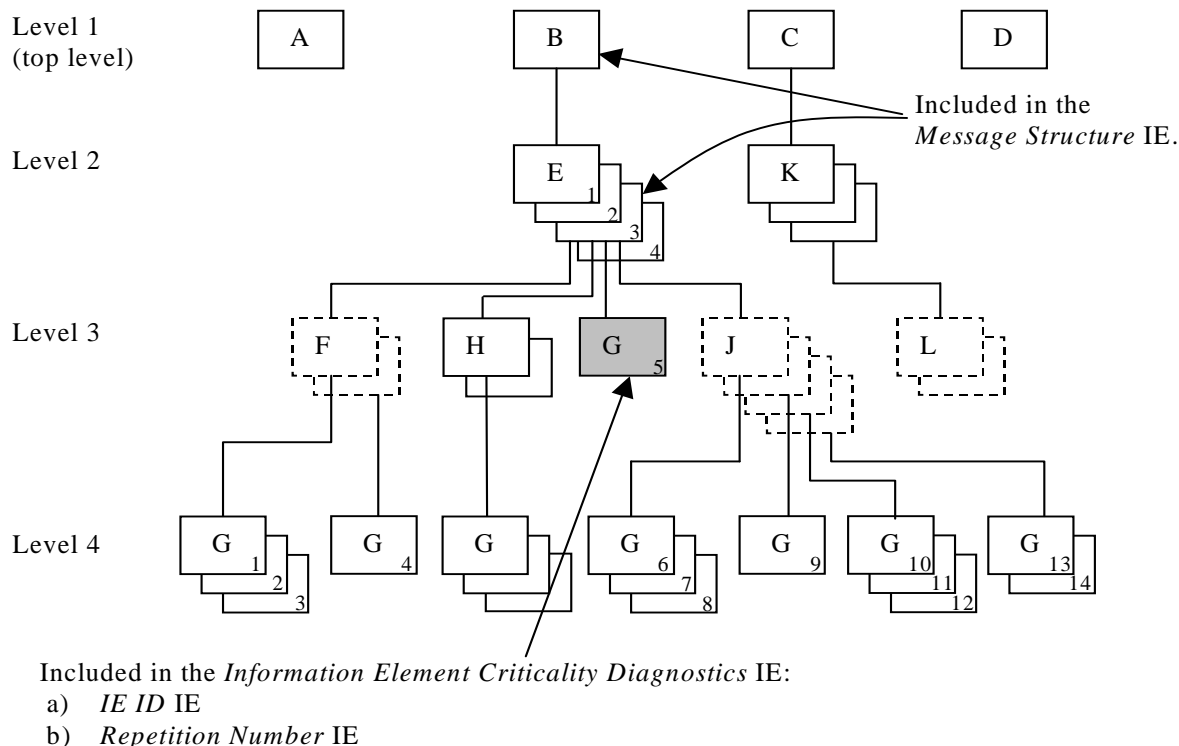 Level 1
(top level)
A
B
C
D
Included in the
Message Structure IE.
Level 2
E
1
2
3
4
K
Level 3
F
H
G
5
J
L
Level 4
G
1
2
3
G
4
G
G
6
7
8
G
9
G
10
11
12
G
13
14
Included in the Information Element Criticality Diagnostics IE:
a) IE ID IE
b) Repetition Number IE